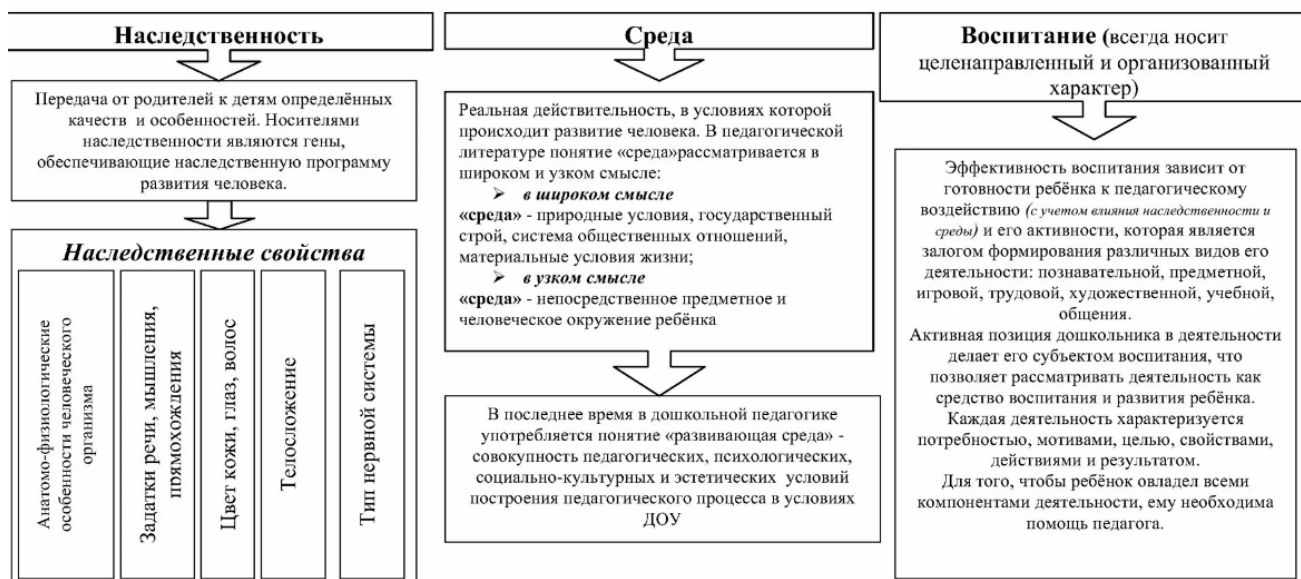 Наследственность
Передача от родителей к детям определённых
качеств и особенностей. Носителями
наследственности являются гены,
обеспечивающие наследственную программу
развития человека.
Наследственные свойства
Анатомо-физиологические
особенности человеческого
организма
Задатки речи, мышления,
прямохождения
Цвет кожи, глаз, волос
Телосложение
Тип нервной системы
Среда
Реальная действительность, в условиях которой
происходит развитие человека. В педагогической
литературе понятие «среда»рассматривается в
широком и узком смысле:
➢ в широком смысле
«среда» - природные условия, государственный
строй, система общественных отношений,
материальные условия жизни;
➢ в узком смысле
«среда» - непосредственное предметное и
человеческое окружение ребёнка
В последнее время в дошкольной педагогике
употребляется понятие «развивающая среда» -
совокупность педагогических, психологических,
социально-культурных и эстетических условий
построения педагогического процесса в условиях
ДОУ
Воспитание (всегда носит
целенаправленный и организованный
характер)
Эффективность воспитания зависит от
готовности ребёнка к педагогическому
воздействию (с учетом влияния наследственности и
среды) и его активности, которая является
залогом формирования различных видов его
деятельности: познавательной, предметной,
игровой, трудовой, художественной, учебной,
общения.
Активная позиция дошкольника в деятельности
делает его субъектом воспитания, что
позволяет рассматривать деятельность как
средство воспитания и развития ребёнка.
Каждая деятельность характеризуется
потребностью, мотивами, целью, свойствами,
действиями и результатом.
Для того, чтобы ребёнок овладел всеми
компонентами деятельности, ему необходима
помощь педагога.